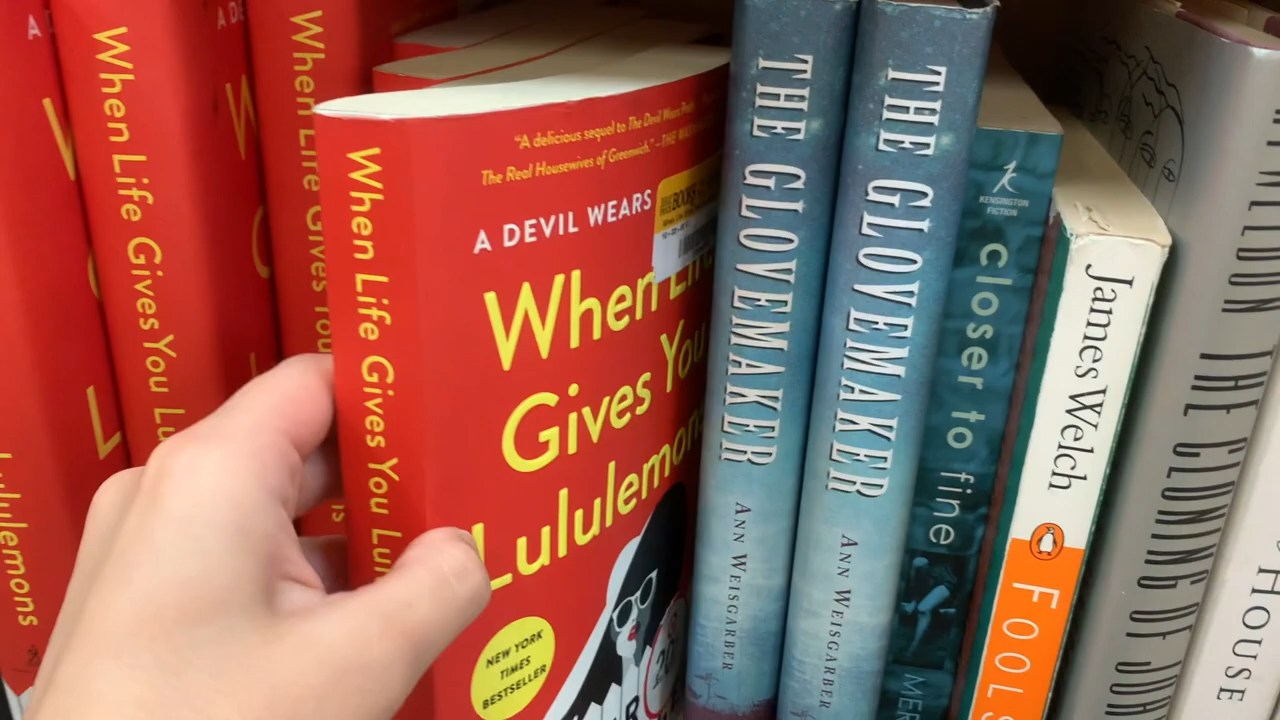 When Life Gives You Lu
When Life Gives You
Lululemons
When Life Gives You Lu
"A delicious sequel to The Devil Wears Prada
The Real Housewives of Greenwich." —THE
A DEVIL WEARS
When Life
Gives You
Lululemons
NEW YORK
TIMES
BESTSELLER
BOOKS
THE GLOVEMAKER
ANN WEISGARBER
THE GLOVEMAKER
ANN WEISGARBER
KENSINGTON
FICTION
closer to fine
MER
James Welch
FOOLS
WELDON THE CLONING OF JOA
HOUSE